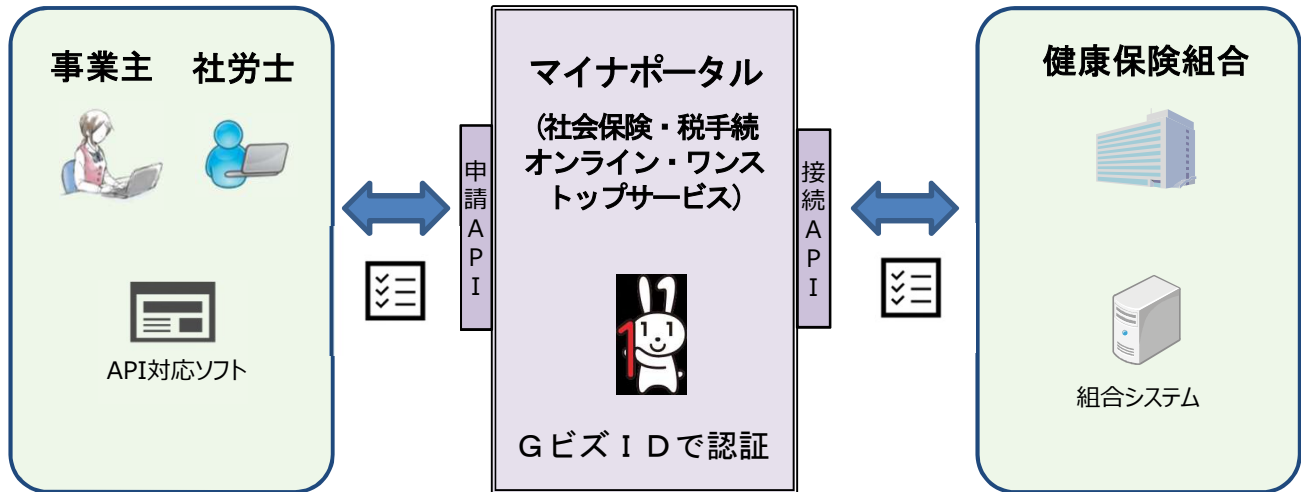 事業主 社労士
API対応ソフト
申請API
マイナポータル
(社会保険・税手続
オンライン・ワンス
トップサービス)
1
GビズIDで認証
接続API
健康保険組合
組合システム